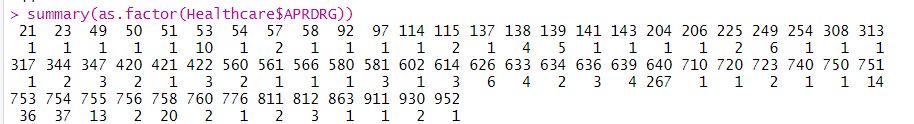 > summary(as.factor(Healthcare$APRDRG))
21 23 49 50 51 53 54 57 58 92 97 114 115 137 138 139 141 143 204 206 225 249 254 308 313
1 1 1 1 1 10 1 2 1 1 1 1 2 1 4 5 1 1 1 1 2 6 1 1 1
317 344 347 420 421 422 560 561 566 580 581 602 614 626 633 634 636 639 640 710 720 723 740 750 751
1 2 3 2 1 3 2 1 1 1 3 1 3 6 4 2 3 4 267 1 1 2 1 1 14
753 754 755 756 758 760 776 811 812 863 911 930 952
36 37 13 2 20 2 1 2 3 1 1 2 1